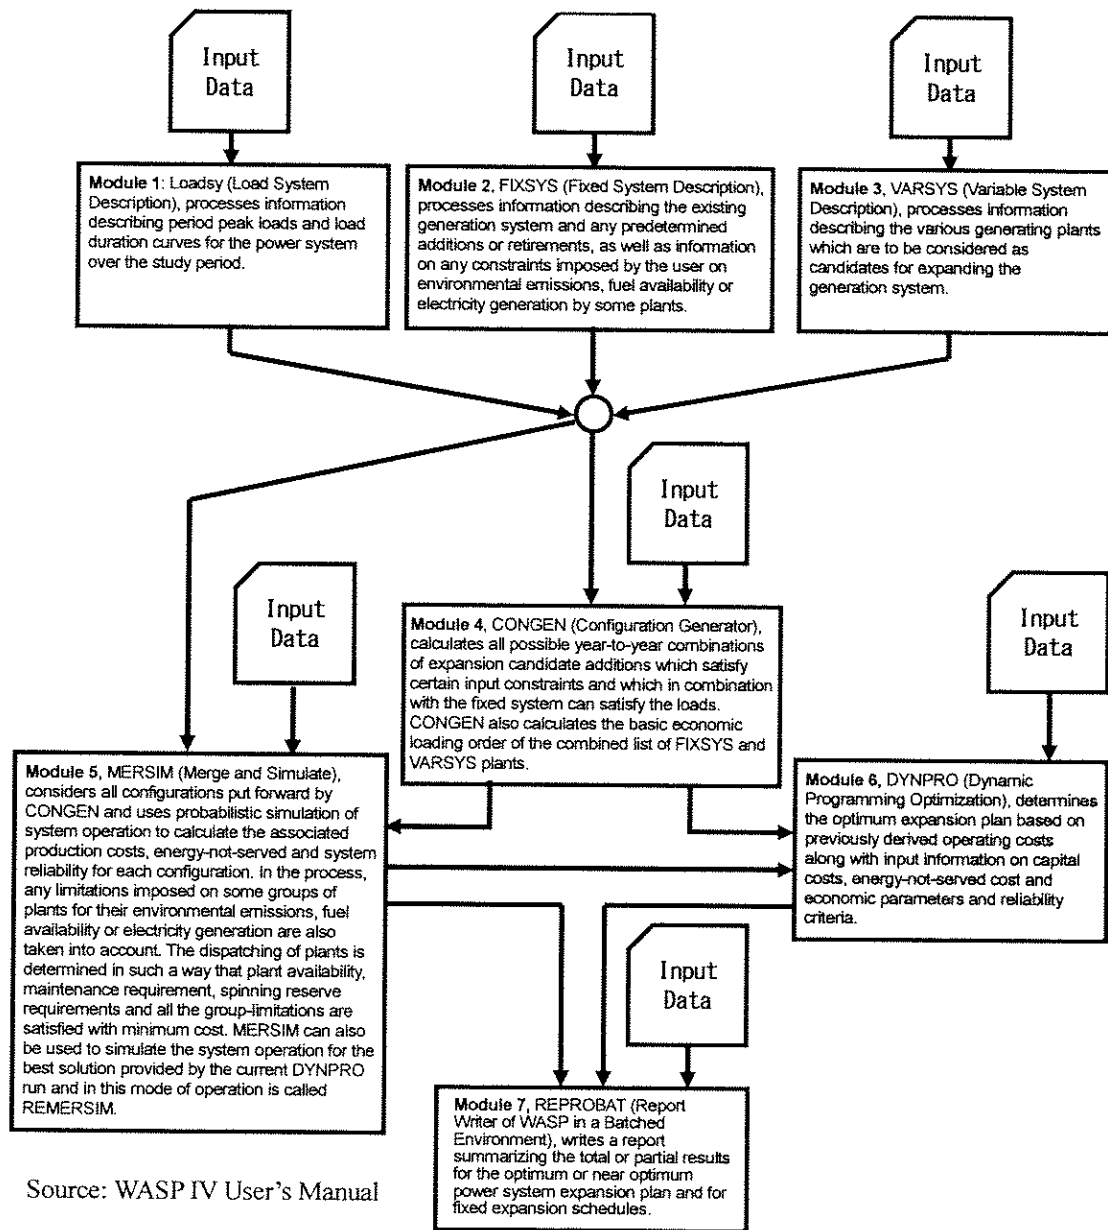 Input
Data
Input
Data
Input
Data
Module 1: Loadsy (Load System
Description), processes information
describing period peak loads and load
duration curves for the power system
over the study period.
Module 2, FIXSYS (Fixed System Description),
processes information describing the existing
generation system and any predetermined
additions or retirements, as well as information
on any constraints imposed by the user on
environmental emissions, fuel availability or
electricity generation by some plants.
Module 3, VARSYS (Variable System
Description), processes information
describing the various generating plants
which are to be considered as
candidates for expanding the
generation system.
Input
Data
Input
Data
Input
Data
Module 4, CONGEN (Configuration Generator),
calculates all possible year-to-year combinations
of expansion candidate additions which satisfy
certain input constraints and which in combination
with the fixed system can satisfy the loads.
CONGEN also calculates the basic economic
loading order of the combined list of FIXSYS and
VARSYS plants.
Module 5, MERSIM (Merge and Simulate),
considers all configurations put forward by
CONGEN and uses probabilistic simulation of
system operation to calculate the associated
production costs, energy-not-served and system
reliability for each configuration. In the process,
any limitations imposed on some groups of
plants for their environmental emissions, fuel
availability or electricity generation are also
taken into account. The dispatching of plants is
determined in such a way that plant availability,
maintenance requirement, spinning reserve
requirements and all the group-limitations are
satisfied with minimum cost. MERSIM can also
be used to simulate the system operation for the
best solution provided by the current DYNPRO
run and in this mode of operation is called
REMERSIM.
Module 6, DYNPRO (Dynamic
Programming Optimization), determines
the optimum expansion plan based on
previously derived operating costs
along with input information on capital
costs, energy-not-served cost and
economic parameters and reliability
criteria.
Input
Data
Module 7, REPROBAT (Report
Writer of WASP in a Batched
Environment), writes a report
summarizing the total or partial results
for the optimum or near optimum
power system expansion plan and for
fixed expansion schedules.
Source: WASP IV User's Manual